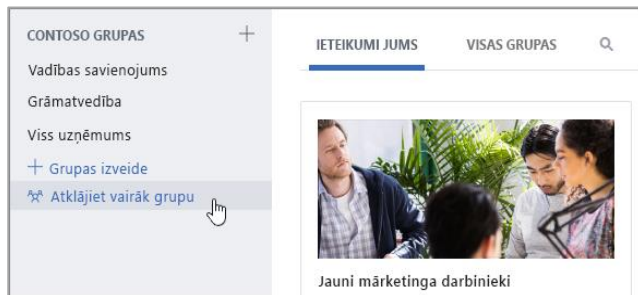 CONTOSO GRUPAS
Vadības savienojums
Grāmatvedība
Viss uzņēmums
Grupas izveide
Atklājiet vairāk grupu
IETEIKUMI JUMS
VISAS GRUPAS
Jauni mārketinga darbinieki